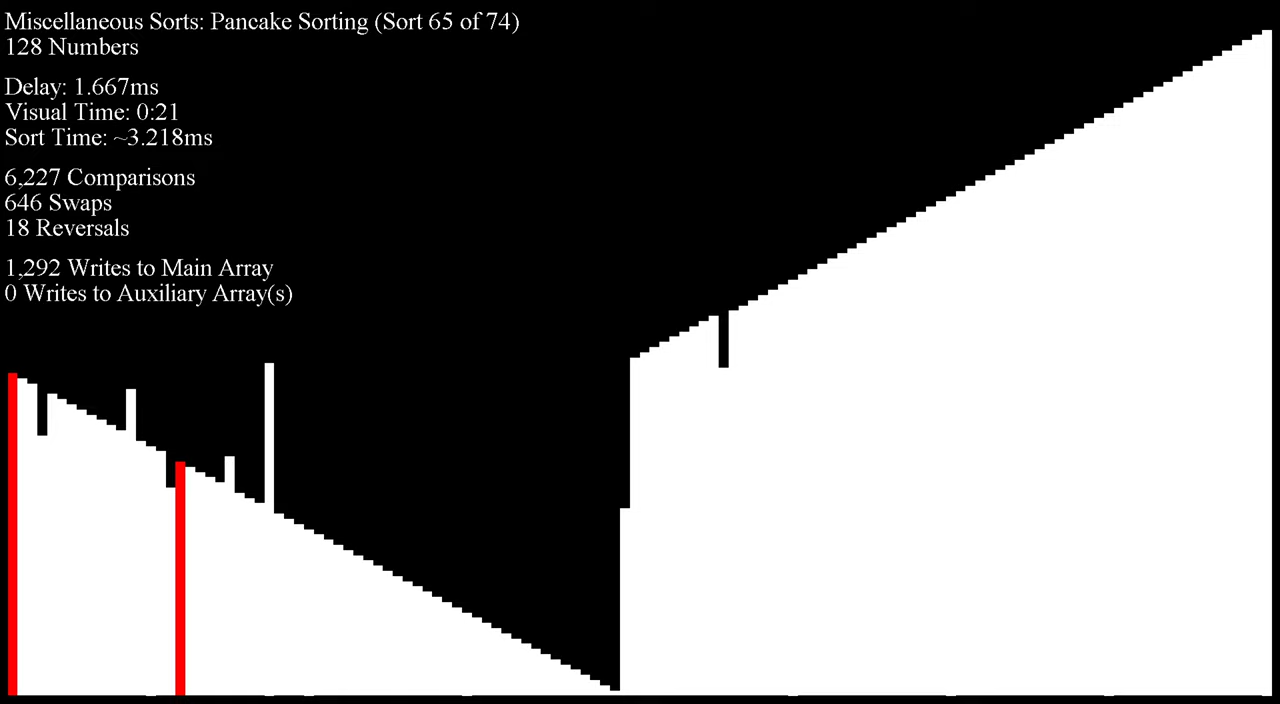 Miscellaneous Sorts: Pancake Sorting (Sort 65 of 74)
128 Numbers
Delay: 1.667ms
Visual Time: 0:21
Sort Time: ~3.218ms
6,227 Comparisons
646 Swaps
18 Reversals
1,292 Writes to Main Array
0 Writes to Auxiliary Array(s)